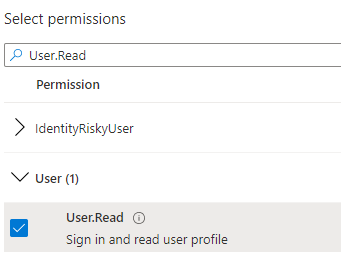 Select permissions
User.Read
Permission
IdentityRiskyUser
User (1)
User.Read
Sign in and read user profile